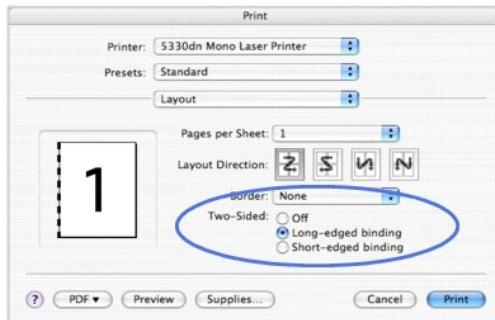 Print
Printer: 5330dn Mono Laser Printer
Presets: Standard
Layout
Pages per Sheet: 1
Layout Direction:
Border: None
Two-Sided: Off
Long-edged binding
Short-edged binding
1
? PDF ▼ Preview Supplies... Cancel Print